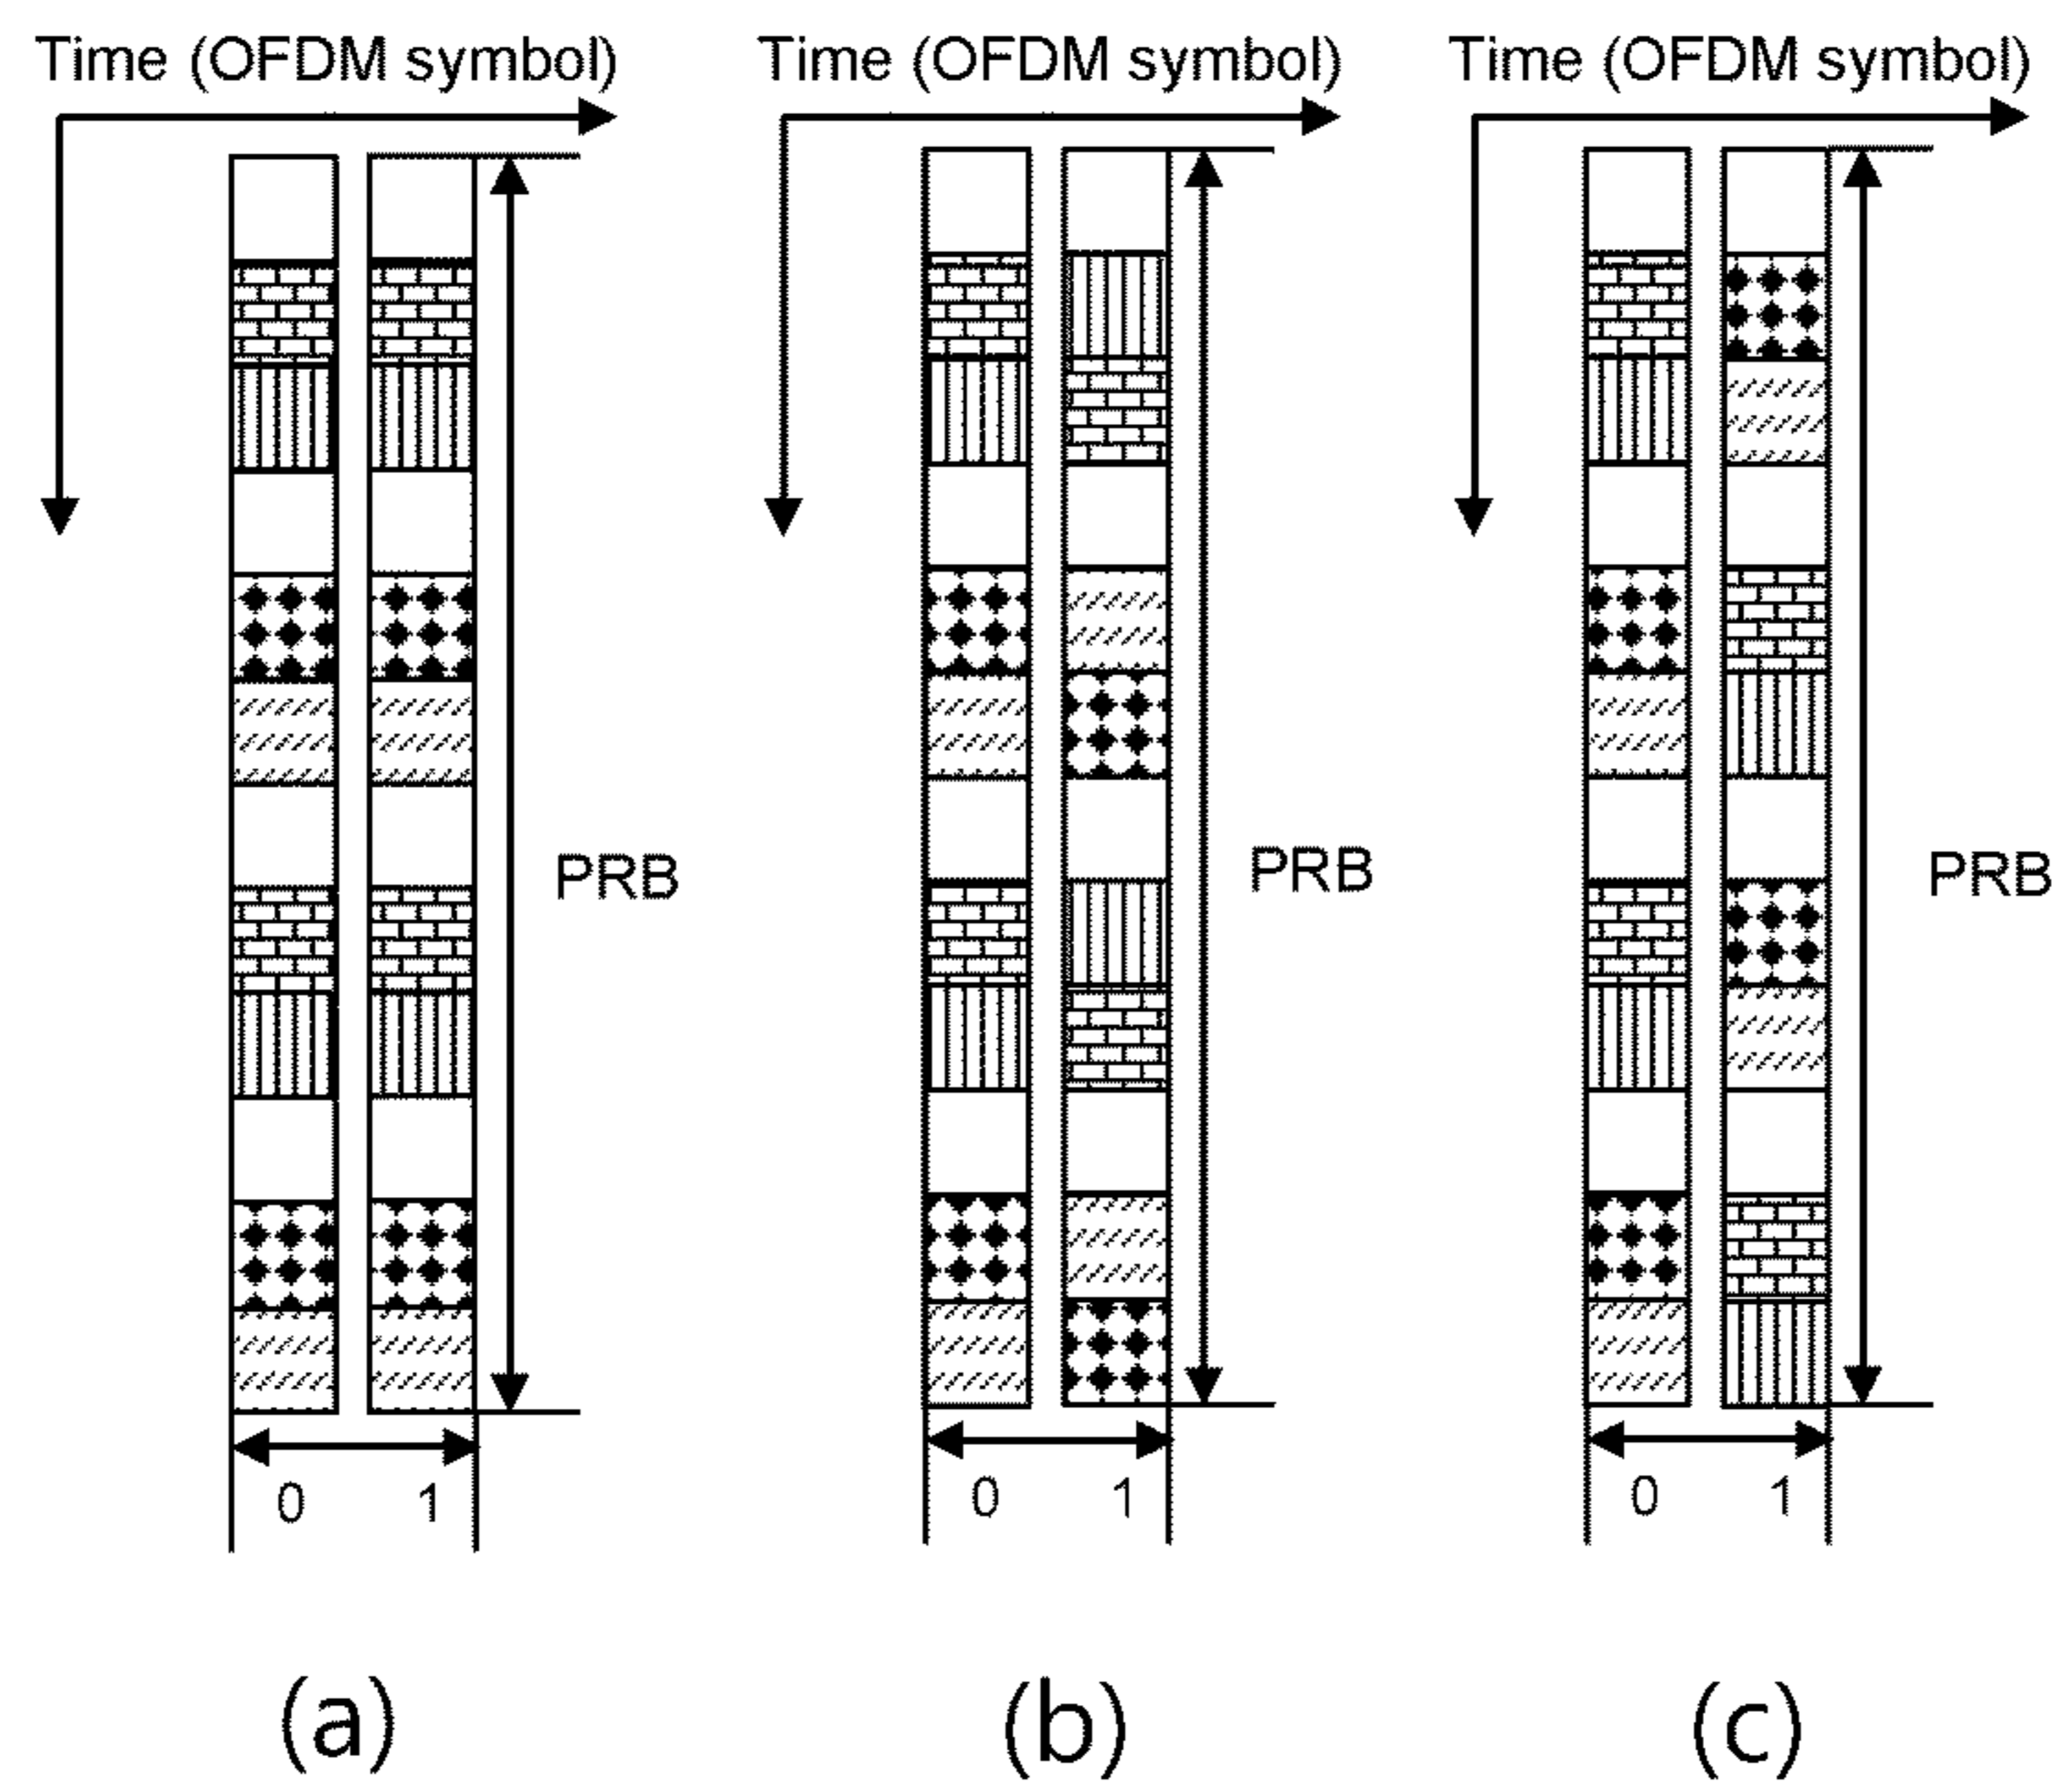 Time (OFDM symbol) Time (OFDM symbol) Time (OFDM symbol)
PRB PRB PRB
0 1 0 1 0 1
(a) (b) (c)